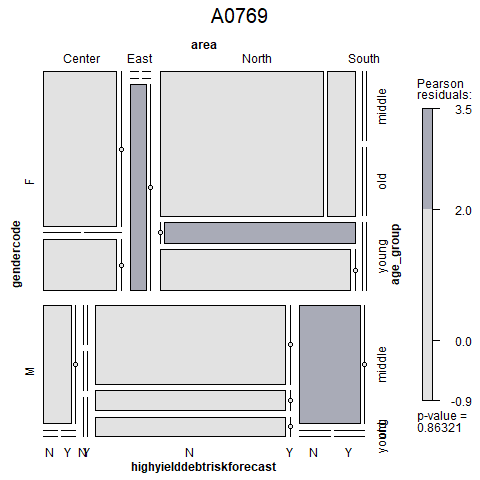 A0769
area
Center East North South
Pearson
residuals:
3.5
2.0
0.0
-0.9
p-value =
0.86321
gendercode
F
M
age_group
middle
old
young
middle
old
young
N Y N Y N Y N Y
highyielddebtriskforecast